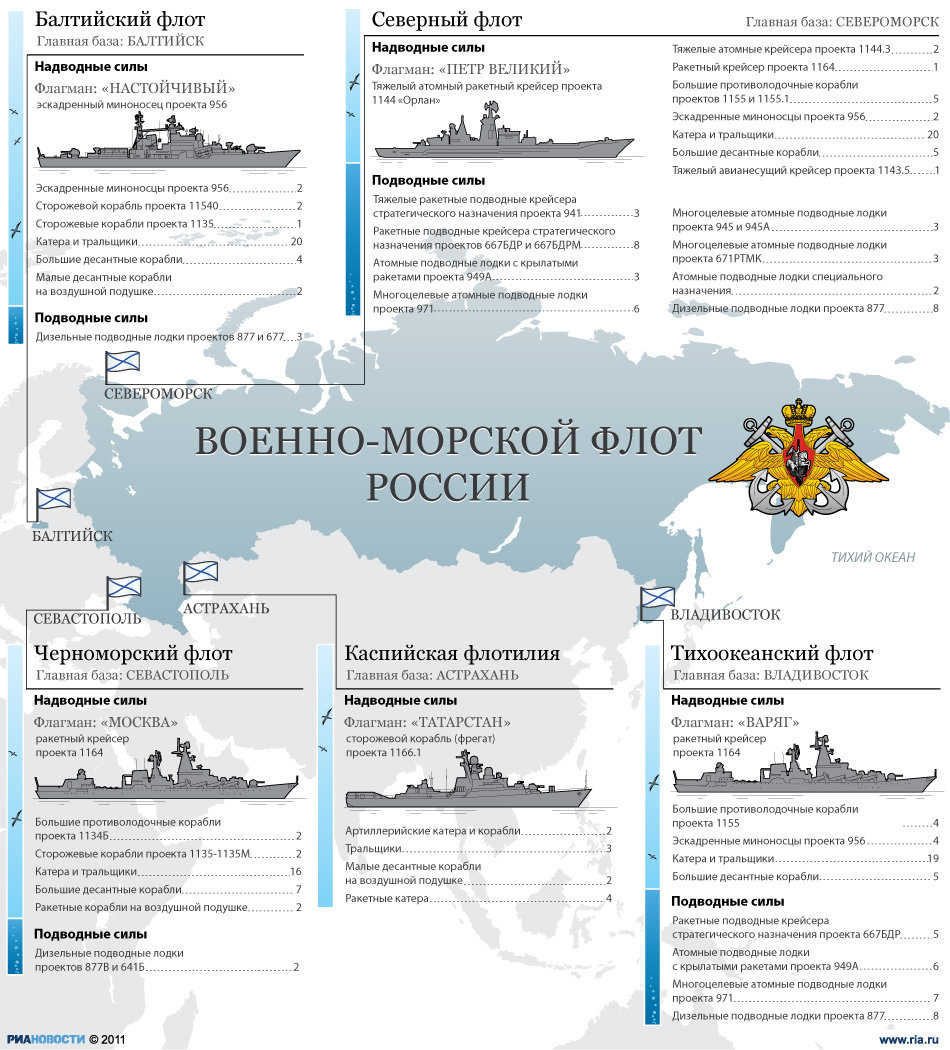 Балтийский флот
Главная база: БАЛТИЙСК
Надводные силы
Флагман: «НАСТОЙЧИВЫЙ»
эскадренный миноносец проекта 956
Эскадренные миноносцы проекта 956 2
Сторожевой корабль проекта 11540 2
Сторожевые корабли проекта 1135 1
Катера и тральщики 20
Большие десантные корабли 4
Малые десантные корабли
на воздушной подушке 2
Подводные силы
Дизельные подводные лодки проектов 877 и 677 3
Северный флот
Главная база: СЕВЕРОМОРСК
Надводные силы
Флагман: «ПЕТР ВЕЛИКИЙ»
Тяжелый атомный ракетный крейсер проекта
1144 «Орлан»
Тяжелые атомные крейсера проекта 1144.3 2
Ракетный крейсер проекта 1164 1
Большие противолодочные корабли
проектов 1155 и 1155.1 5
Эскадренные миноносцы проекта 956 2
Катера и тральщики 20
Большие десантные корабли 5
Тяжелый авианесущий крейсер проекта 1143.5 1
Подводные силы
Тяжелые ракетные подводные крейсера
стратегического назначения проекта 941 3
Ракетные подводные крейсера стратегического
назначения проектов 667БДР и 667БДРМ 8
Атомные подводные лодки с крылатыми
ракетами проекта 949А 3
Многоцелевые атомные подводные лодки
проекта 971 6
Многоцелевые атомные подводные лодки
проектов 945 и 945А 3
Многоцелевые атомные подводные лодки
проекта 671РТМК 3
Атомные подводные лодки специального
назначения 2
Дизельные подводные лодки проекта 877 8
СЕВЕРОМОРСК
ВОЕННО-МОРСКОЙ ФЛОТ
РОССИИ
БАЛТИЙСК
ТИХИЙ ОКЕАН
СЕВАСТОПОЛЬ
АСТРАХАНЬ
ВЛАДИВОСТОК
Черноморский флот
Главная база: СЕВАСТОПОЛЬ
Надводные силы
Флагман: «МОСКВА»
ракетный крейсер
проекта 1164
Большие противолодочные корабли
проекта 1134Б 2
Сторожевые корабли проекта 1135-1135М 2
Катера и тральщики 16
Большие десантные корабли 7
Ракетные корабли на воздушной подушке 2
Подводные силы
Дизельные подводные лодки
проектов 877В и 641Б 2
Каспийская флотилия
Главная база: АСТРАХАНЬ
Надводные силы
Флагман: «ТАТАРСТАН»
сторожевой корабль (фрегат)
проекта 1166.1
Артиллерийские катера и корабли 2
Тральщики 3
Малые десантные корабли
на воздушной подушке 2
Ракетные катера 4
Тихоокеанский флот
Главная база: ВЛАДИВОСТОК
Надводные силы
Флагман: «ВАРЯГ»
ракетный крейсер
проекта 1164
Большие противолодочные корабли
проекта 1155 4
Эскадренные миноносцы проекта 956 4
Катера и тральщики 19
Большие десантные корабли 5
Подводные силы
Ракетные подводные крейсера
стратегического назначения проекта 667БДР 5
Атомные подводные лодки
с крылатыми ракетами проекта 949А 6
Многоцелевые атомные подводные лодки
проекта 971 7
Дизельные подводные лодки проекта 877 8
РИАНОВОСТИ © 2011
www.ria.ru